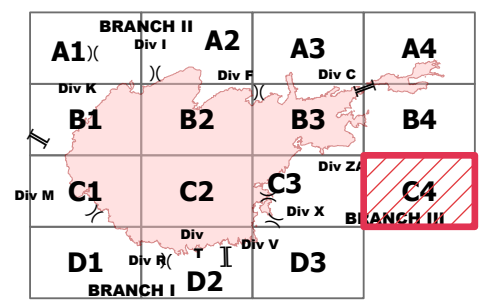 BRANCH II
A1
Div I
A2
A3
A4
Div F
Div C
Div K
B1
B2
B3
B4
Div ZA
Div M
C1
C2
C3
C4
Div X
BRANCH III
Div
T
Div V
D1
Div R
D2
D3
BRANCH I